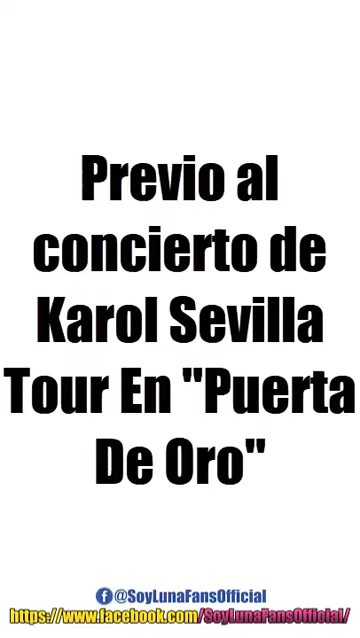 Previo al
concierto de
Karol Sevilla
Tour En "Puerta
De Oro"
@SoyLunaFansOfficial
https://www.facebook.com/SoyLunaFansOfficial/